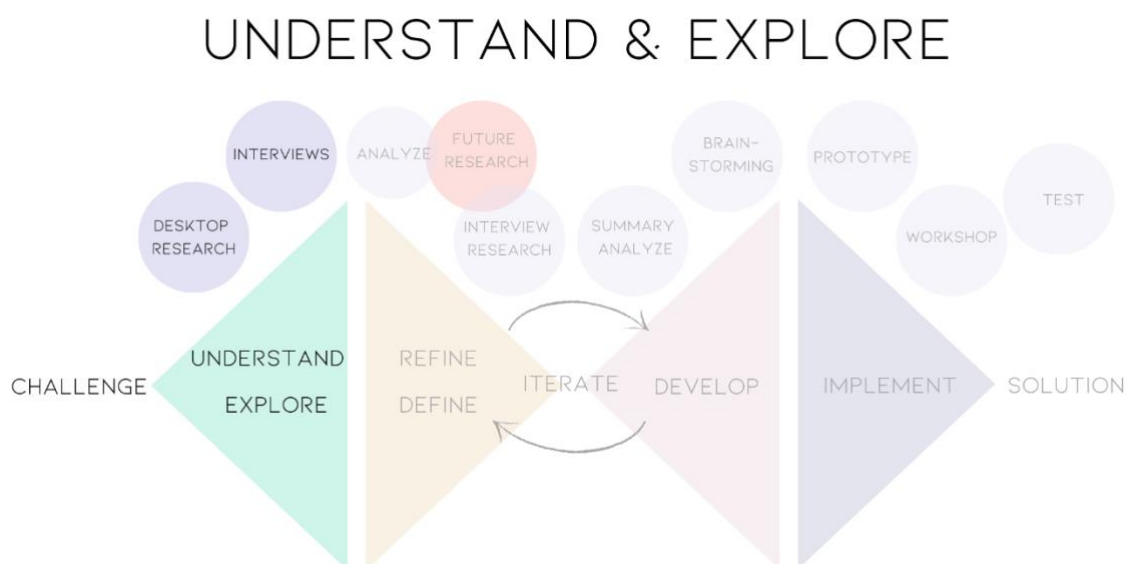 UNDERSTAND & EXPLORE
INTERVIEWS
ANALYZE
FUTURE
RESEARCH
BRAIN-
STORMING
PROTOTYPE
DESKTOP
RESEARCH
INTERVIEW
RESEARCH
SUMMARY
ANALYZE
WORKSHOP
TEST
CHALLENGE
UNDERSTAND
EXPLORE
REFINE
DEFINE
ITERATE
DEVELOP
IMPLEMENT
SOLUTION